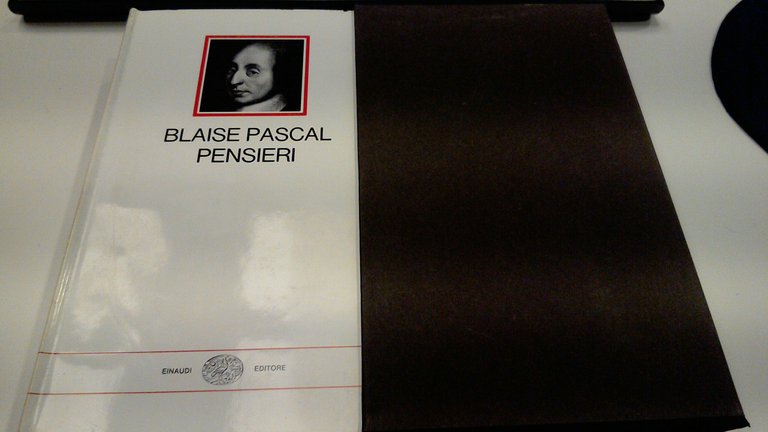 BLAISE PASCAL
PENSIERI
EINAUDI EDITORE